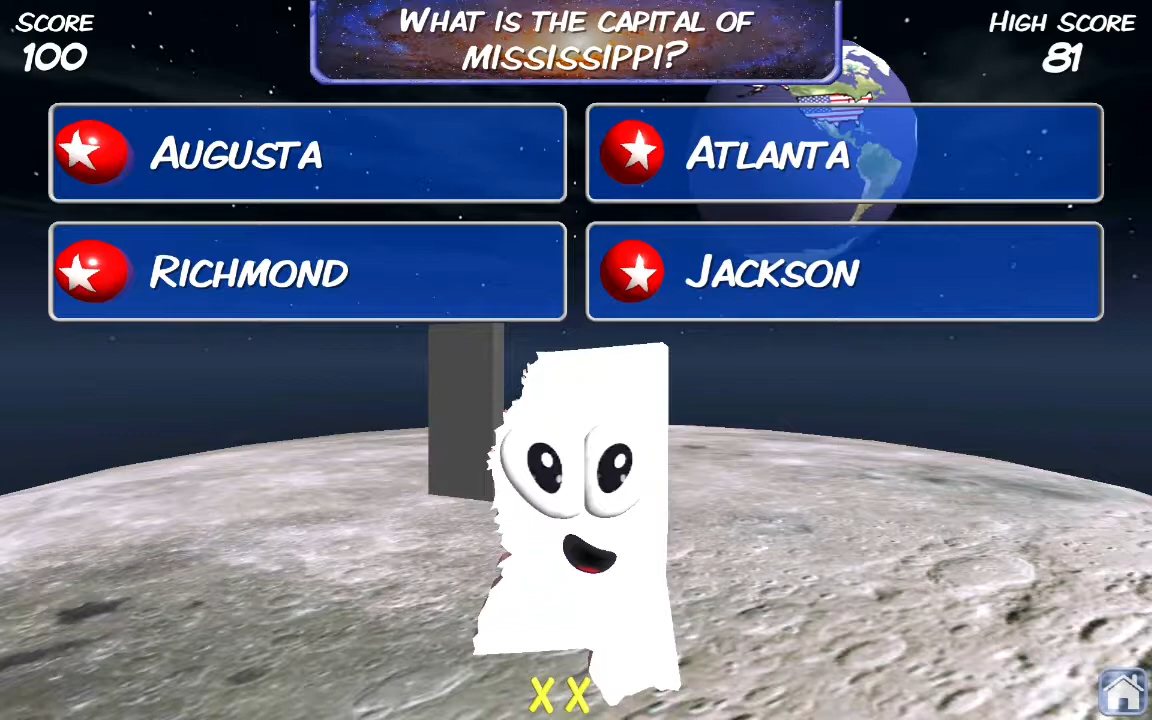 SCORE
100
WHAT IS THE CAPITAL OF
MISSISSIPPI?
HIGH SCORE
81
AUGUSTA
ATLANTA
RICHMOND
JACKSON
X X